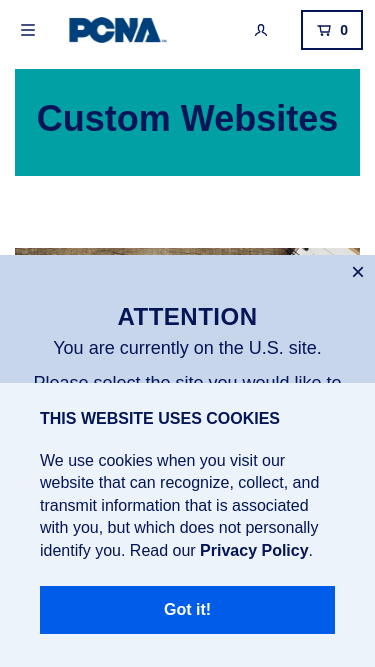 PCNA
0
Custom Websites
ATTENTION
You are currently on the U.S. site.
Please select the site you would like to
THIS WEBSITE USES COOKIES
We use cookies when you visit our
website that can recognize, collect, and
transmit information that is associated
with you, but which does not personally
identify you. Read our Privacy Policy.
Got it!